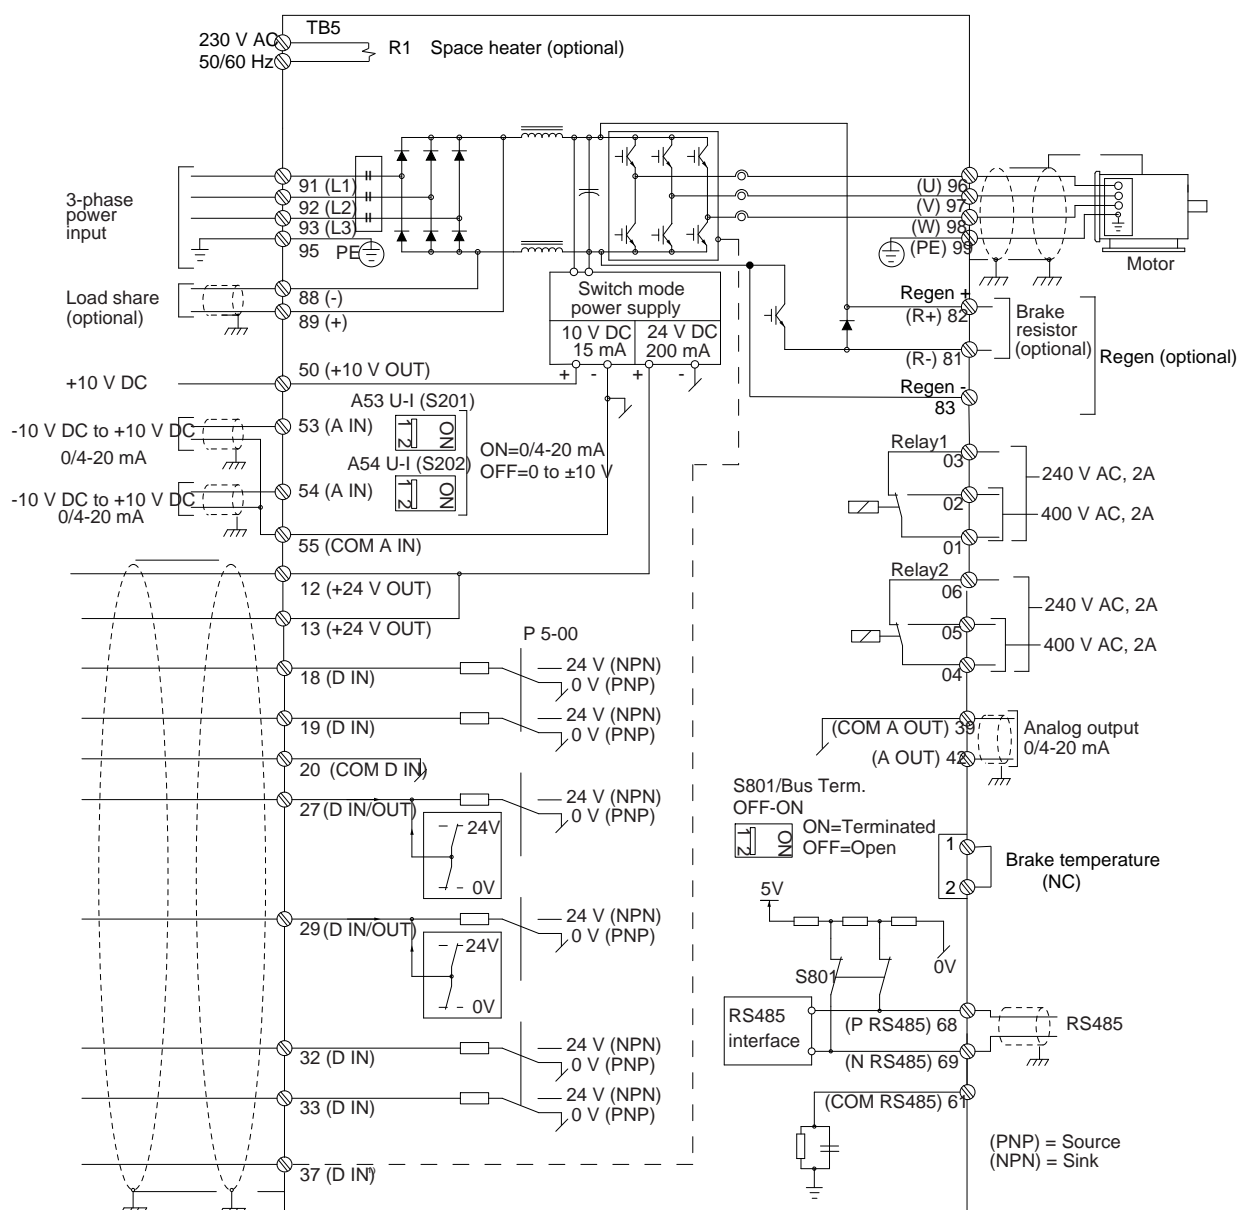 TB5
230 V AC
50/60 Hz
R1 Space heater (optional)
3-phase
power
input
91 (L1)
92 (L2)
93 (L3)
95
PE
Load share
(optional)
88 (-)
89 (+)
Switch mode
power supply
10 V DC
15 mA
24 V DC
200 mA
+ - + -
(U) 96
(V) 97
(W) 98
(PE) 99
Motor
Regen +
(R+) 82
Brake
resistor
(optional)
(R-) 81
Regen (optional)
Regen -
83
+10 V DC
50 (+10 V OUT)
A53 U-I (S201)
1 2
ON
-10 V DC to +10 V DC
0/4-20 mA
53 (A IN)
A54 U-I (S202)
1 2
ON
ON=0/4-20 mA
OFF=0 to ±10 V
-10 V DC to +10 V DC
0/4-20 mA
54 (A IN)
55 (COM A IN)
12 (+24 V OUT)
13 (+24 V OUT)
P 5-00
18 (D IN)
24 V (NPN)
0 V (PNP)
19 (D IN)
24 V (NPN)
0 V (PNP)
20 (COM D IN)
27 (D IN/OUT)
24 V (NPN)
0 V (PNP)
24V
0V
29 (D IN/OUT)
24 V (NPN)
0 V (PNP)
24V
0V
32 (D IN)
24 V (NPN)
0 V (PNP)
33 (D IN)
24 V (NPN)
0 V (PNP)
37 (D IN)
Relay1
03
240 V AC, 2A
02
400 V AC, 2A
01
Relay2
06
240 V AC, 2A
05
400 V AC, 2A
04
(COM A OUT) 39
Analog output
0/4-20 mA
(A OUT) 42
S801/Bus Term.
OFF-ON
1 2
ON
ON=Terminated
OFF=Open
1
2
Brake temperature
(NC)
5V
0V
S801
RS485
interface
(P RS485) 68
RS485
(N RS485) 69
(COM RS485) 61
(PNP) = Source
(NPN) = Sink